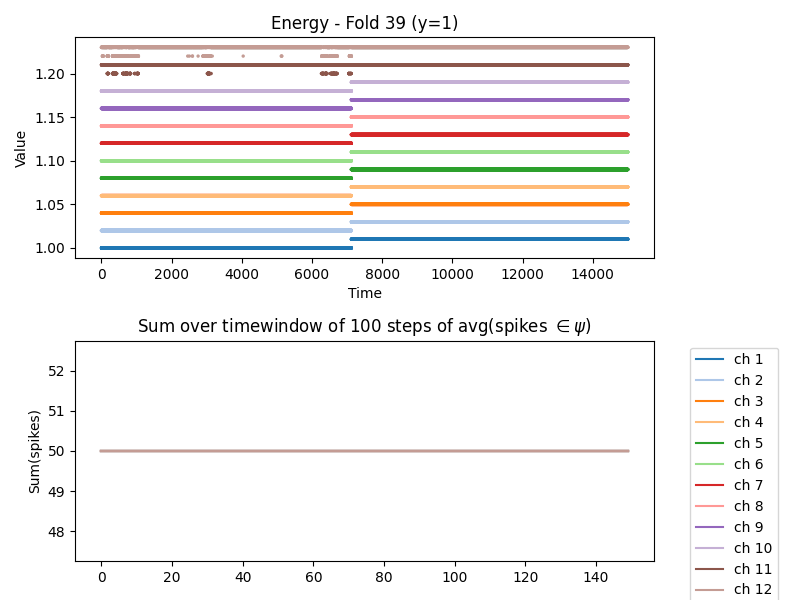 Energy - Fold 39 (y=1)
Value
1.20
1.15
1.10
1.05
1.00
0 2000 4000 6000 8000 10000 12000 14000
Time
Sum over timewindow of 100 steps of avg(spikes ∈ ψ)
Sum(spikes)
52
51
50
49
48
0 20 40 60 80 100 120 140
ch 1
ch 2
ch 3
ch 4
ch 5
ch 6
ch 7
ch 8
ch 9
ch 10
ch 11
ch 12